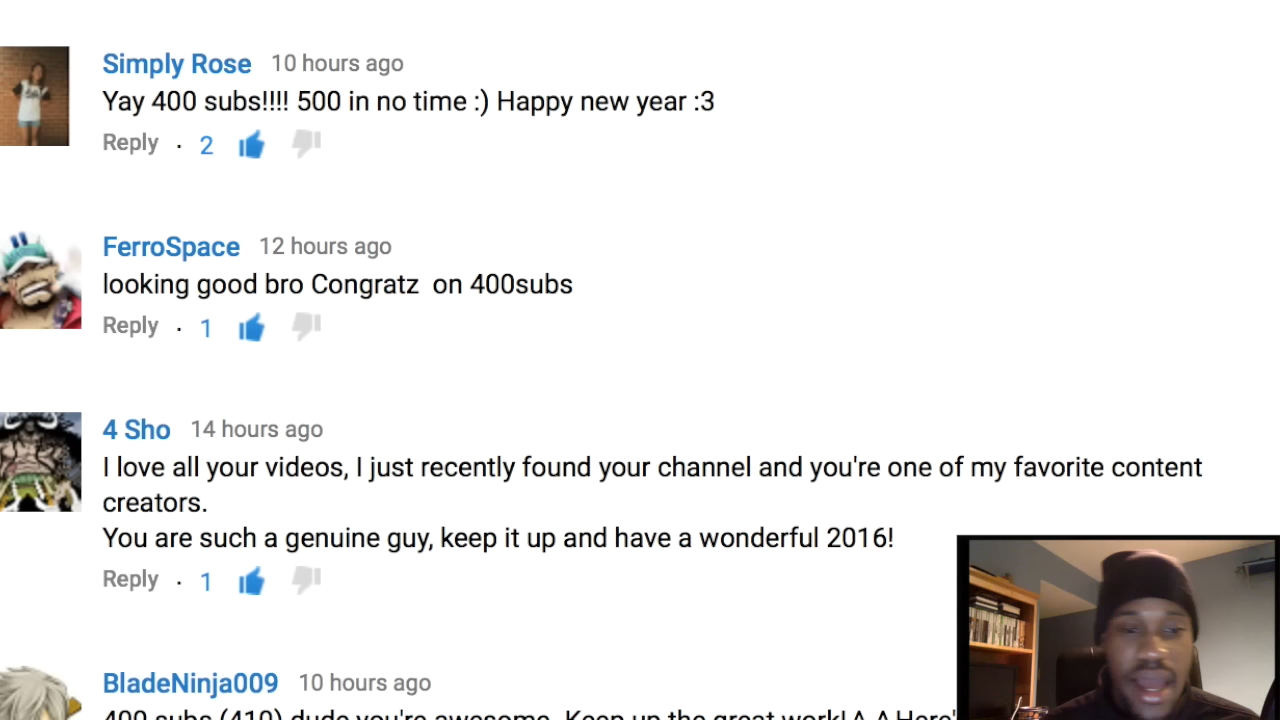 Simply Rose 10 hours ago
Yay 400 subs!!!! 500 in no time :) Happy new year :3
Reply · 2
FerroSpace 12 hours ago
looking good bro Congratz  on 400subs
Reply · 1
4 Sho 14 hours ago
I love all your videos, I just recently found your channel and you're one of my favorite content
creators.
You are such a genuine guy, keep it up and have a wonderful 2016!
Reply · 1
BladeNinja009 10 hours ago
400 subs (410) dude you're awesome. Keep up the great work! ^.^ Here'